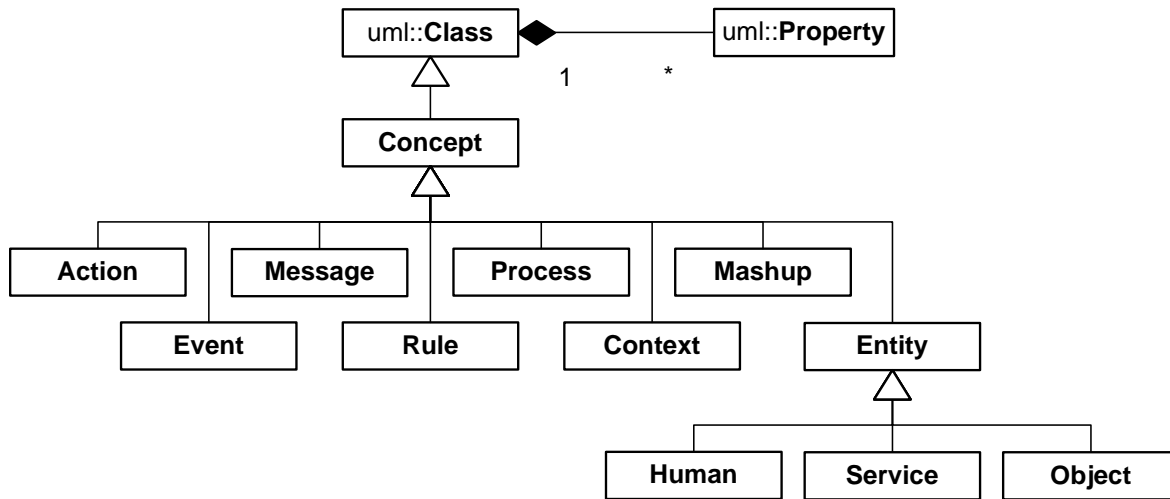 uml::Class
uml::Property
1
*
Concept
Action
Message
Process
Mashup
Event
Rule
Context
Entity
Human
Service
Object